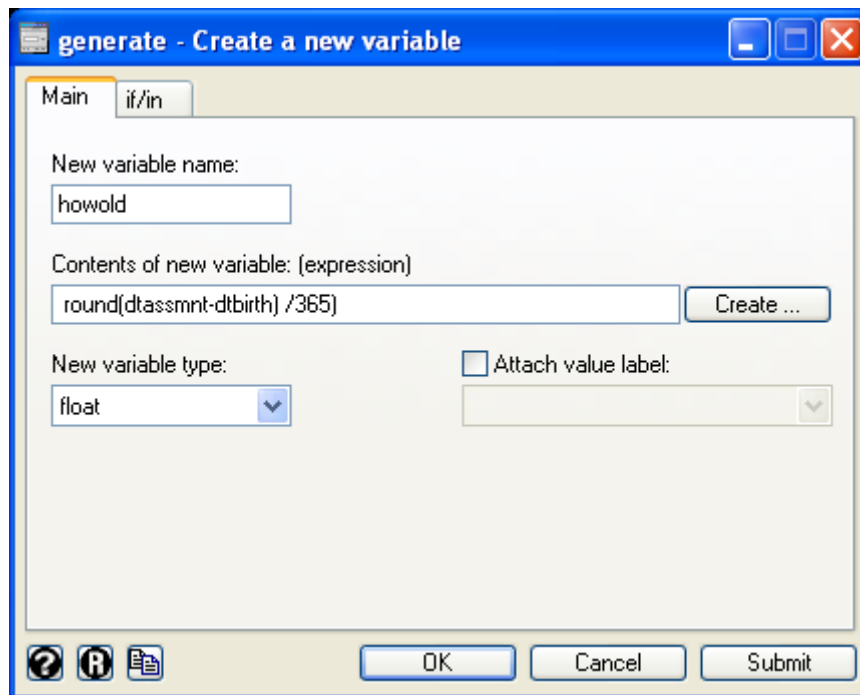 generate - Create a new variable
Main if/in
New variable name:
howold
Contents of new variable: (expression)
round(dtassmnt-dtbirth) /365) Create ...
New variable type: Attach value label:
float
? R OK Cancel Submit